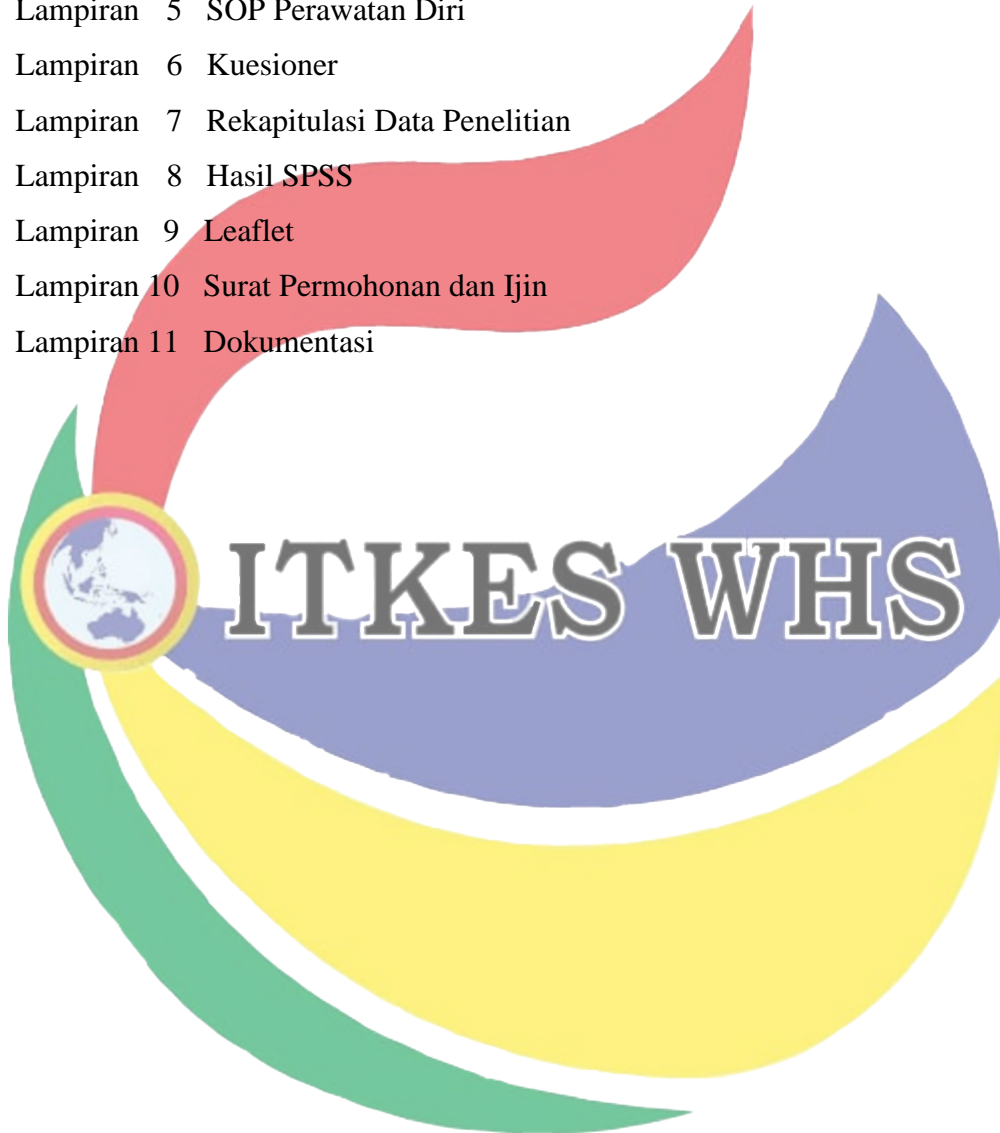 Lampiran 5 SOP Perawatan Diri
Lampiran 6 Kuesioner
Lampiran 7 Rekapitulasi Data Penelitian
Lampiran 8 Hasil SPSS
Lampiran 9 Leaflet
Lampiran 10 Surat Permohonan dan Ijin
Lampiran 11 Dokumentasi
ITKES WHS